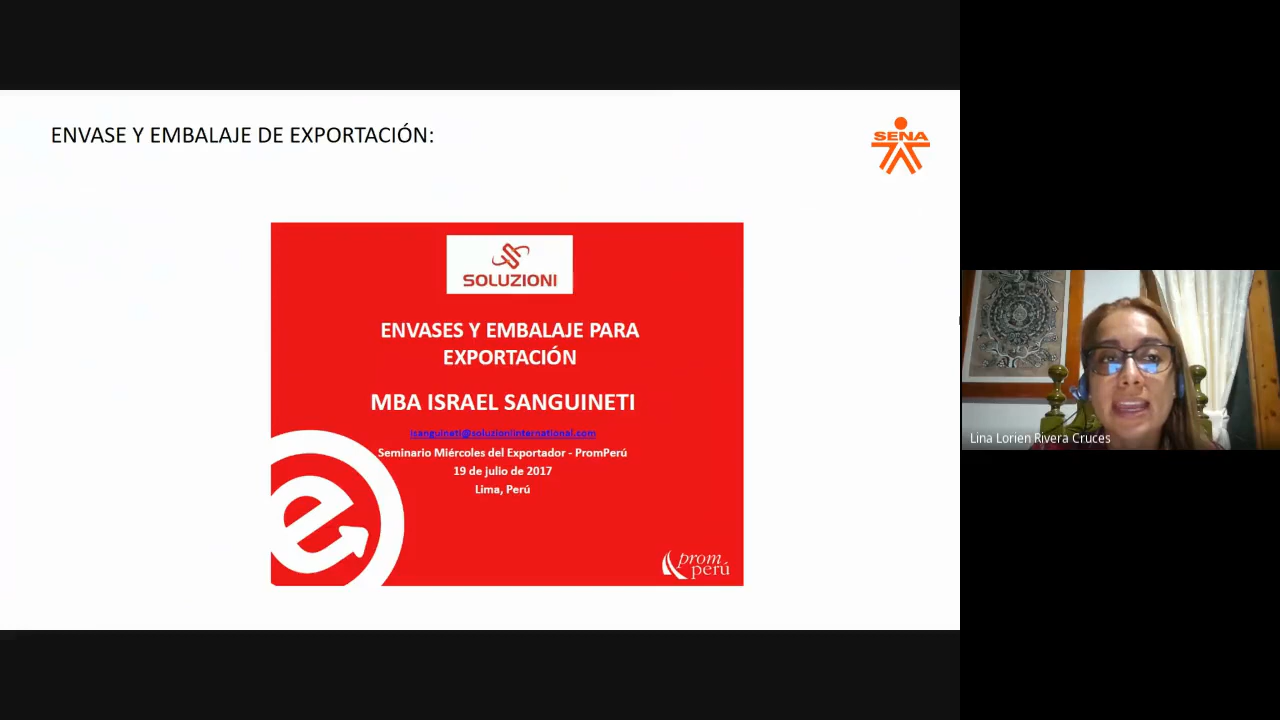 ENVASE Y EMBALAJE DE EXPORTACIÓN:
SENA
SOLUZIONI
ENVASES Y EMBALAJE PARA
EXPORTACIÓN
MBA ISRAEL SANGUINETI
isanguineti@soluzioniinternational.com
Seminario Miércoles del Exportador - PromPerú
19 de julio de 2017
Lima, Perú
prom
perú
Lina Lorien Rivera Cruces